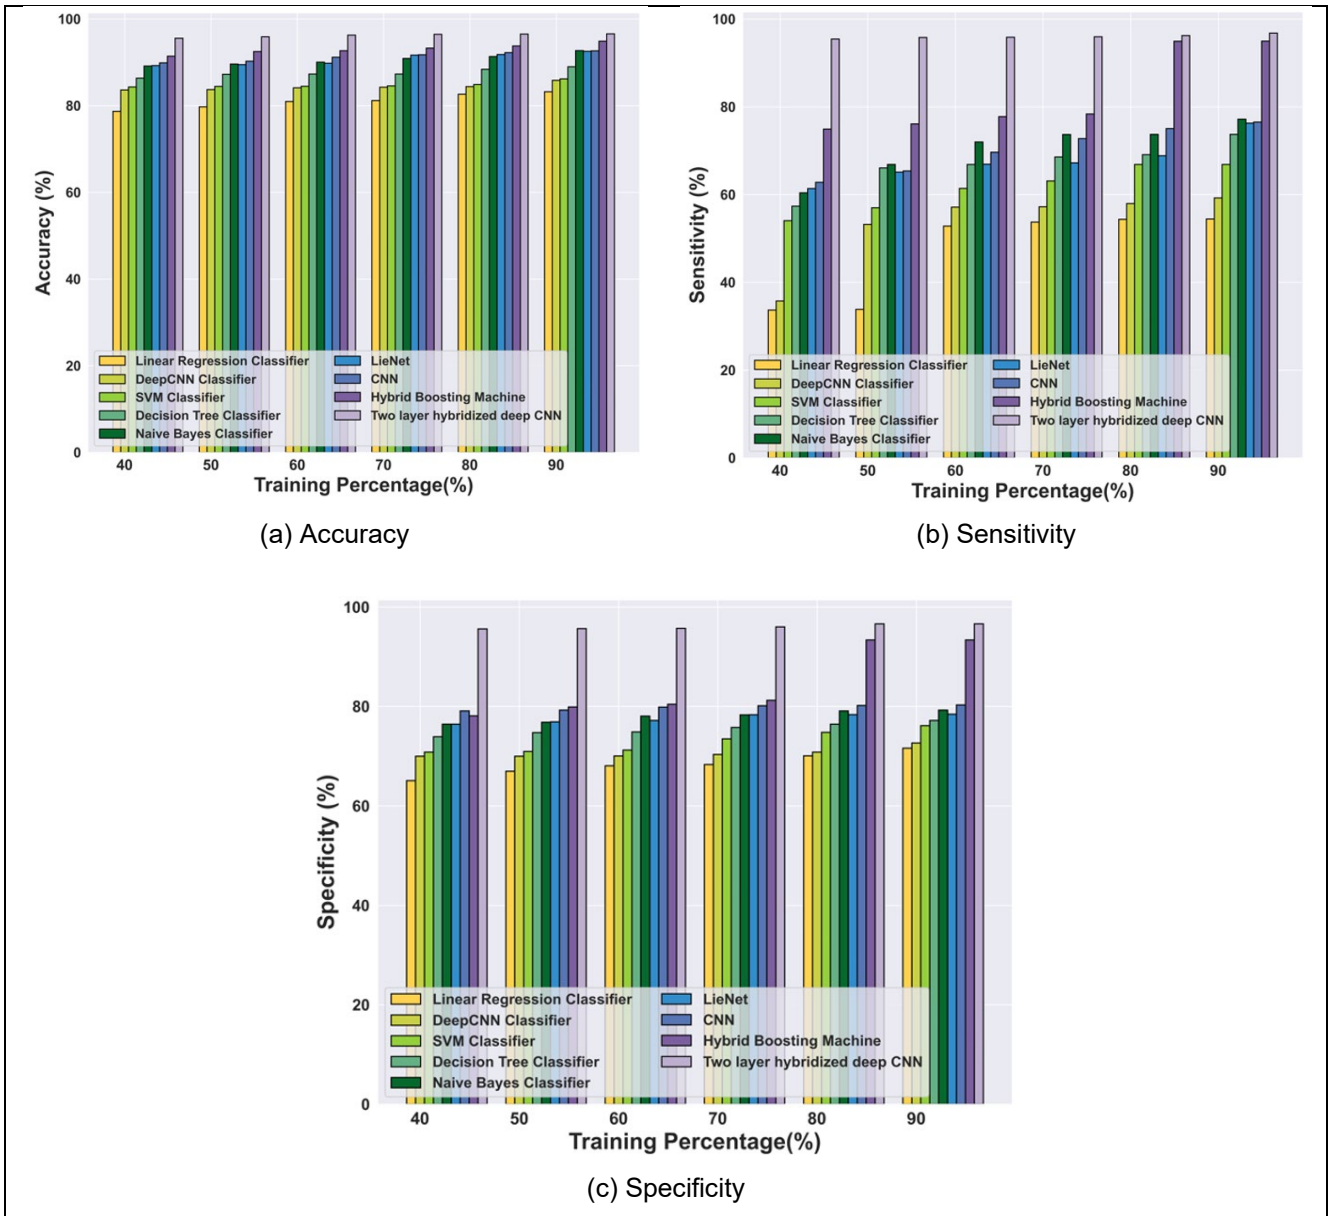 100
80
60
40
20
0
Accuracy (%)
Linear Regression Classifier
DeepCNN Classifier
SVM Classifier
Decision Tree Classifier
Naive Bayes Classifier
LieNet
CNN
Hybrid Boosting Machine
Two layer hybridized deep CNN
40 50 60 70 80 90
Training Percentage(%)
(a) Accuracy
100
80
60
40
20
0
Sensitivity (%)
Linear Regression Classifier
DeepCNN Classifier
SVM Classifier
Decision Tree Classifier
Naive Bayes Classifier
LieNet
CNN
Hybrid Boosting Machine
Two layer hybridized deep CNN
40 50 60 70 80 90
Training Percentage(%)
(b) Sensitivity
100
80
60
40
20
0
Specificity (%)
Linear Regression Classifier
DeepCNN Classifier
SVM Classifier
Decision Tree Classifier
Naive Bayes Classifier
LieNet
CNN
Hybrid Boosting Machine
Two layer hybridized deep CNN
40 50 60 70 80 90
Training Percentage(%)
(c) Specificity